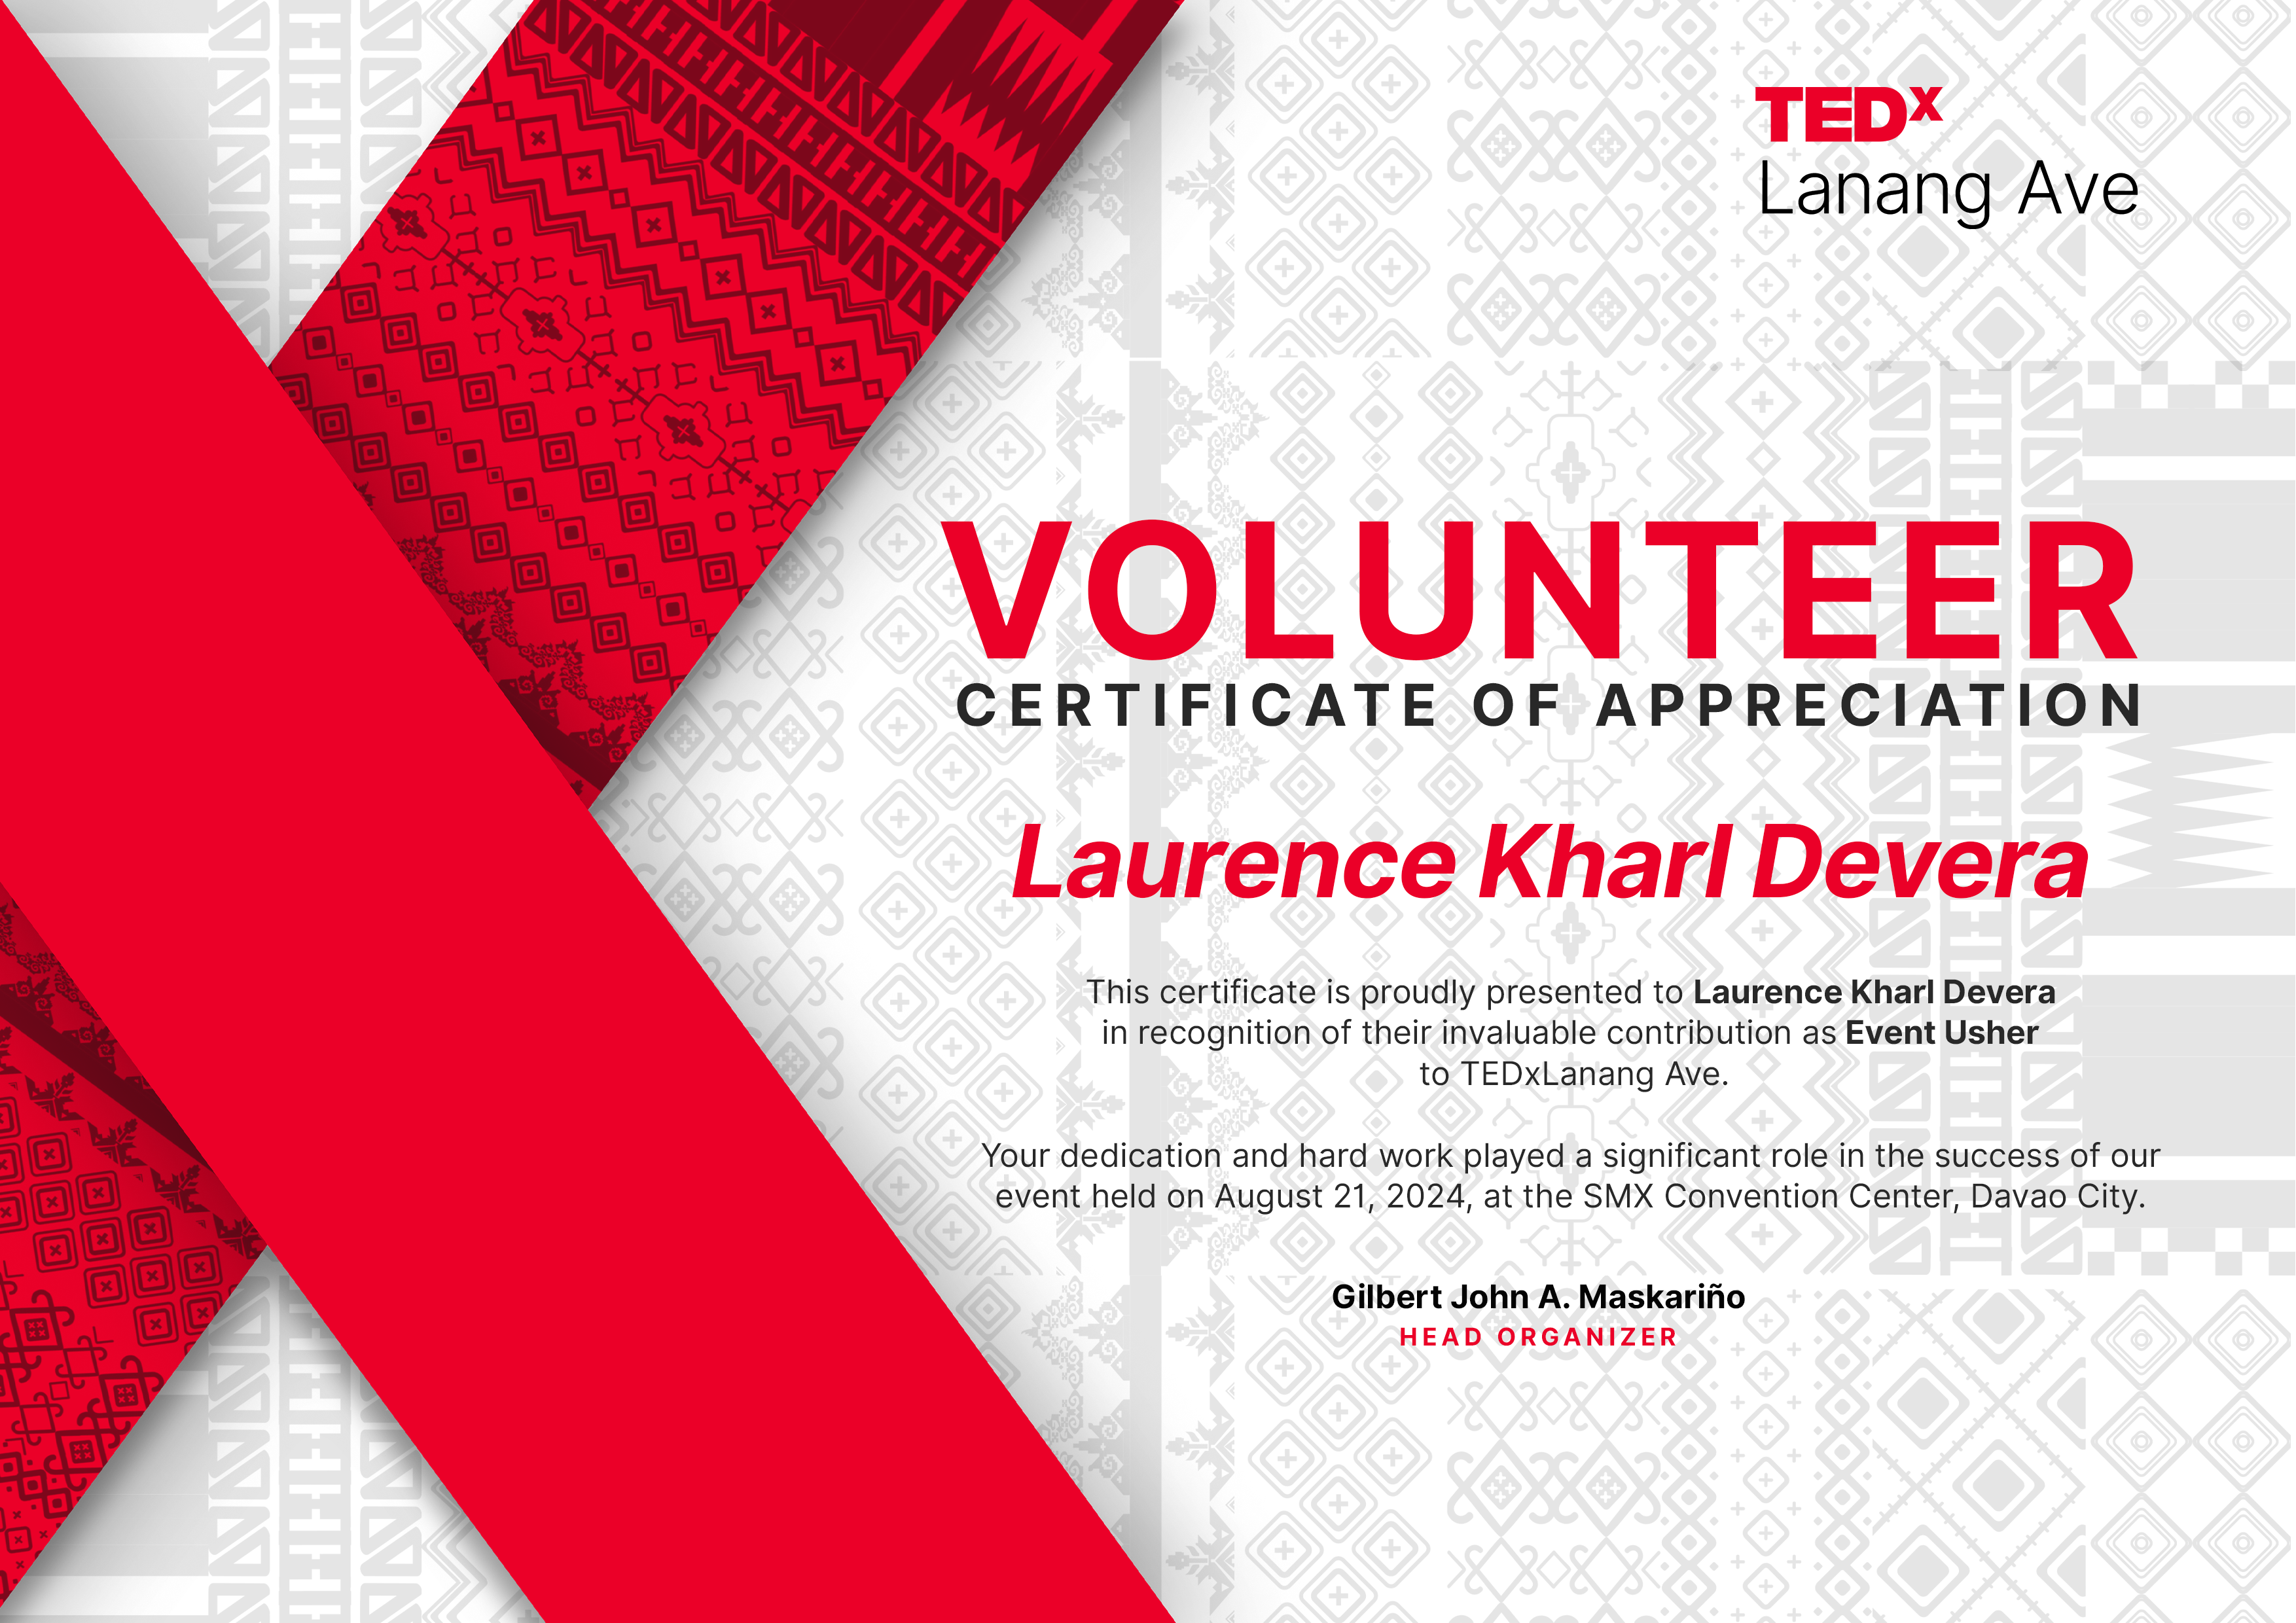 TEDx
Lanang Ave
VOLUNTEER
CERTIFICATE OF APPRECIATION
Laurence Kharl Devera
This certificate is proudly presented to Laurence Kharl Devera
in recognition of their invaluable contribution as Event Usher
to TEDxLanang Ave.
Your dedication and hard work played a significant role in the success of our
event held on August 21, 2024, at the SMX Convention Center, Davao City.
Gilbert John A. Maskariño
HEAD ORGANIZER